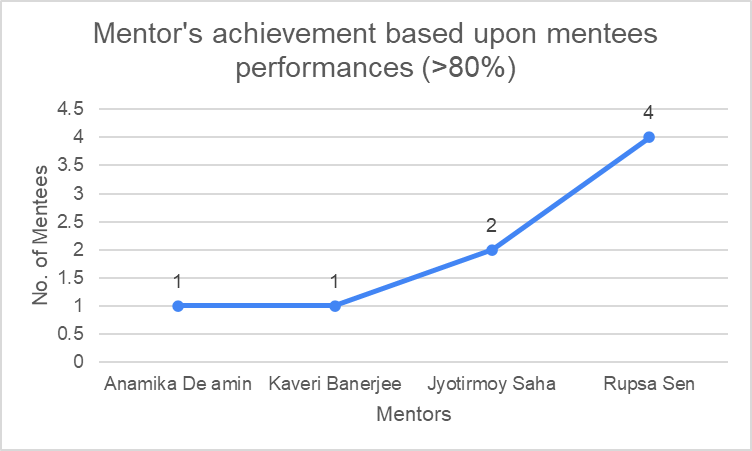 Mentor's achievement based upon mentees
performances (>80%)
4.5
4
3.5
3
2.5
2
1.5
1
0.5
0
No. of Mentees
1
1
2
4
Anamika De amin Kaveri Banerjee Jyotirmoy Saha Rupsa Sen
Mentors